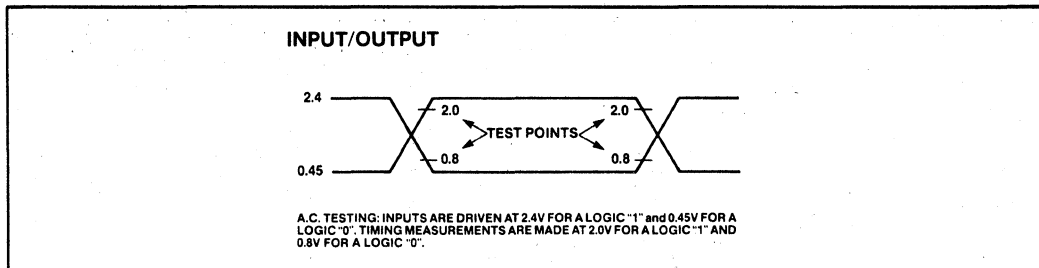 INPUT/OUTPUT
2.4
2.0
2.0
TEST POINTS
0.8
0.8
0.45
A.C. TESTING: INPUTS ARE DRIVEN AT 2.4V FOR A LOGIC "1" and 0.45V FOR A
LOGIC "0". TIMING MEASUREMENTS ARE MADE AT 2.0V FOR A LOGIC "1" AND
0.8V FOR A LOGIC "0".